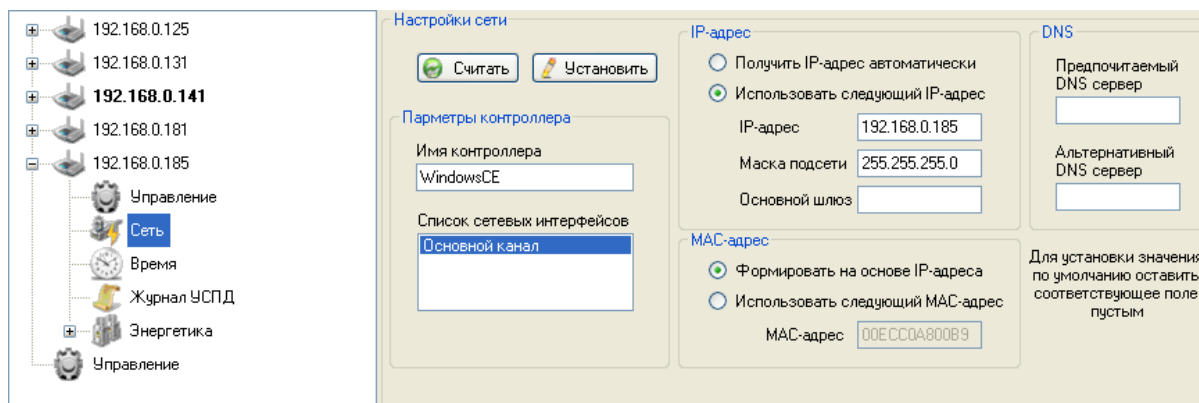 192.168.0.125
192.168.0.131
192.168.0.141
192.168.0.181
192.168.0.185
Управление
Сеть
Время
Журнал УСПД
Энергетика
Управление
Настройки сети
Считать
Установить
Парметры контроллера
Имя контроллера
WindowsCE
Список сетевых интерфейсов
Основной канал
IP-адрес
Получить IP-адрес автоматически
Использовать следующий IP-адрес
IP-адрес 192.168.0.185
Маска подсети 255.255.255.0
Основной шлюз
MAC-адрес
Формировать на основе IP-адреса
Использовать следующий MAC-адрес
MAC-адрес 00ECC0A800B9
DNS
Предпочитаемый
DNS сервер
Альтернативный
DNS сервер
Для установки значения
по умолчанию оставить
соответствующее поле
пустым